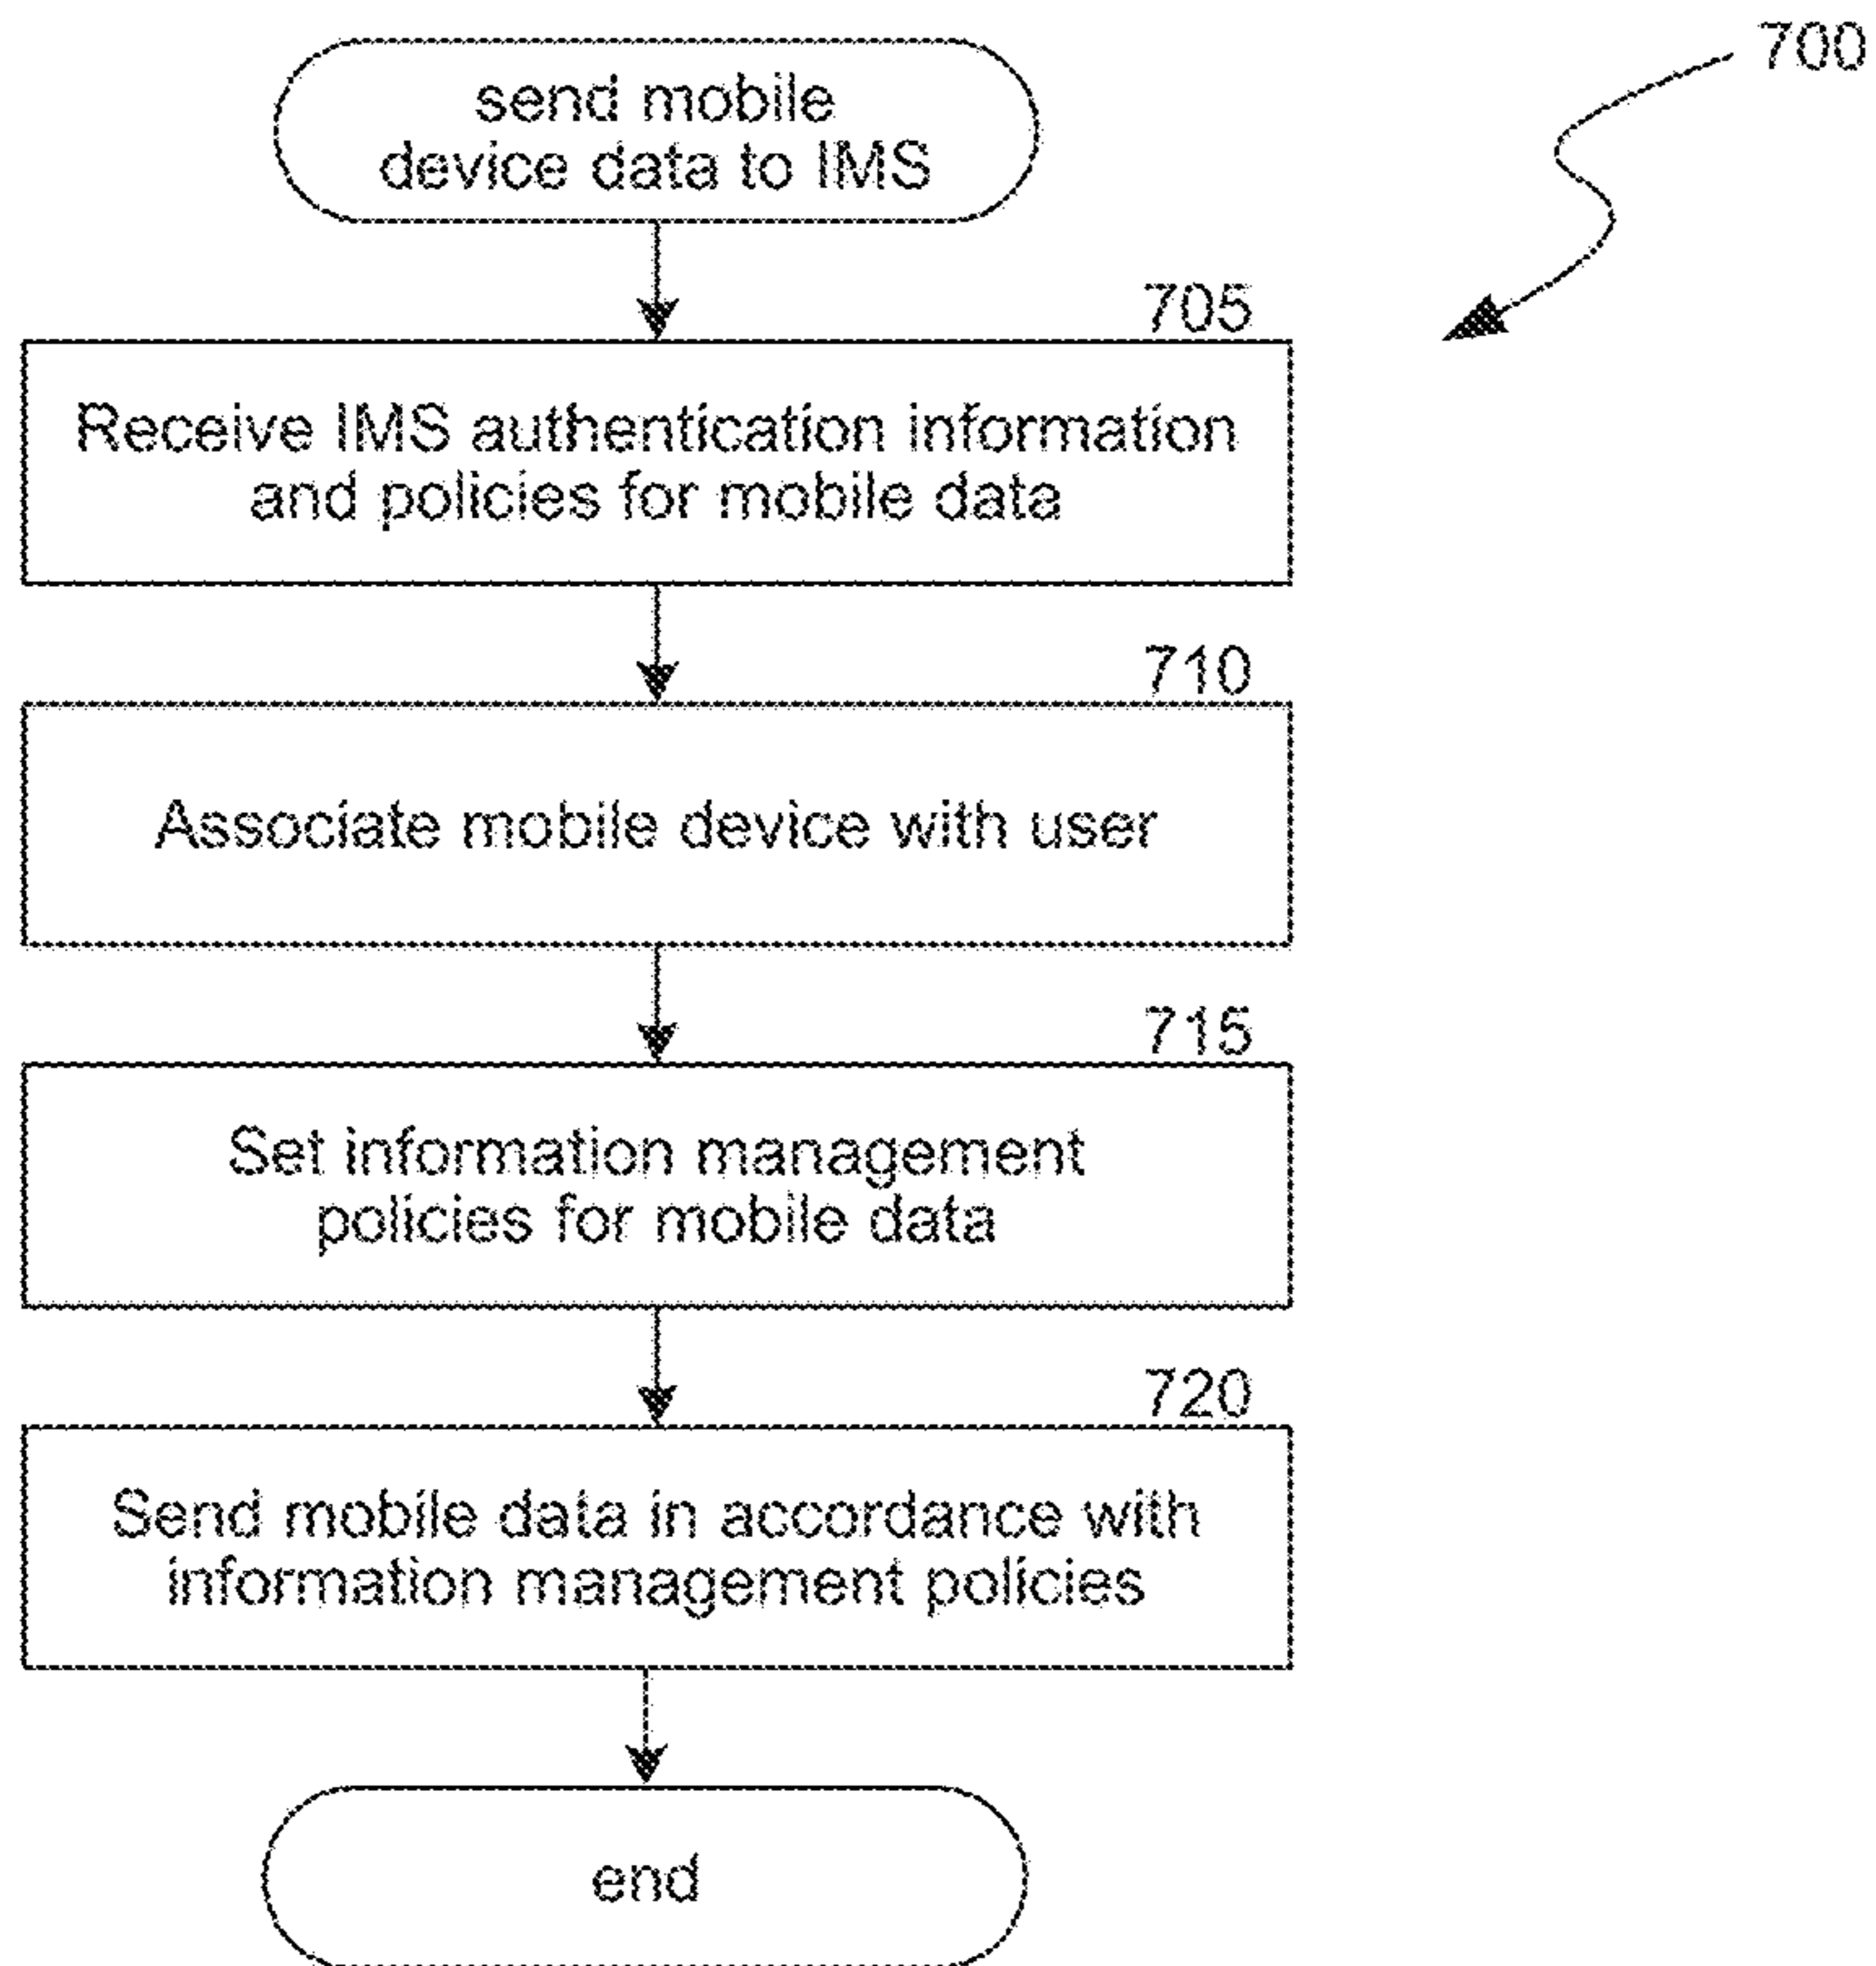 700
send mobile
device data to IMS
705
Receive IMS authentication information
and policies for mobile data
710
Associate mobile device with user
715
Set information management
policies for mobile data
720
Send mobile data in accordance with
information management policies
end